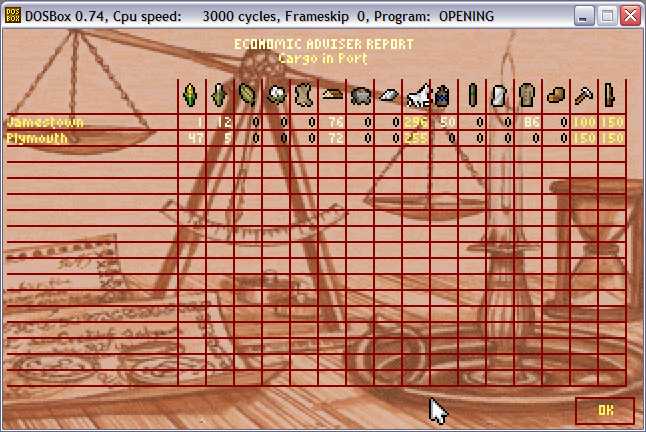 DOSBox 0.74, Cpu speed: 3000 cycles, Frameskip 0, Program: OPENING
ECONOMIC ADVISER REPORT
Cargo in Port
Jamestown 1 12 0 0 0 76 0 0 296 50 0 0 86 0 100 150
Plymouth 47 5 0 0 0 72 0 0 255 0 0 0 0 0 150 150
OK